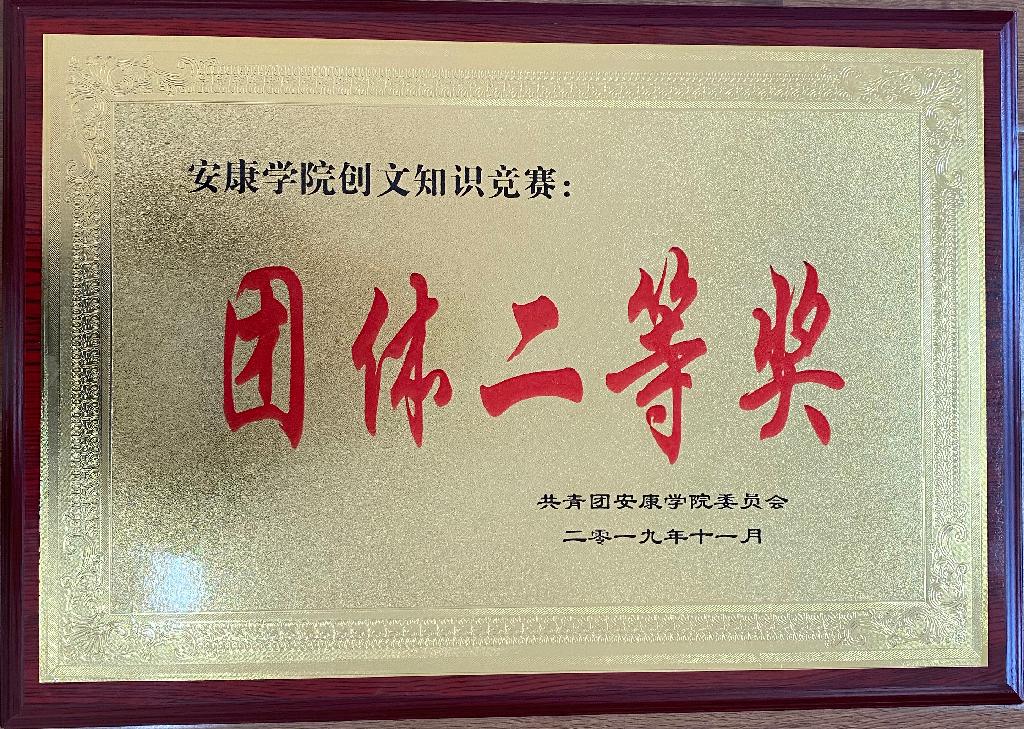 安康学院创文知识竞赛：
团体二等奖
共青团安康学院委员会
二零一九年十一月